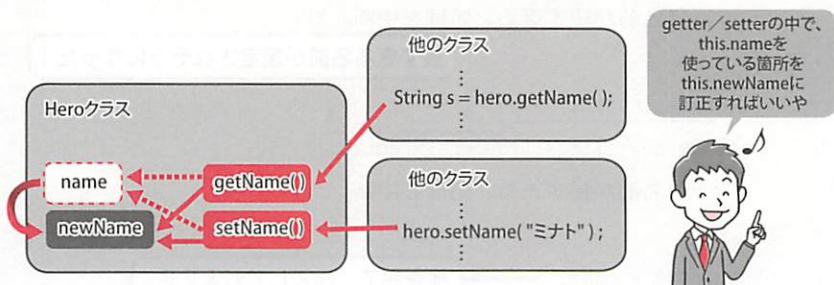 Heroクラス
name
newName
getName()
setName()
他のクラス
⋮
String s = hero.getName( );
⋮
他のクラス
⋮
hero.setName( "ミナト" ) ;
⋮
getter/setterの中で、
this.nameを
使っている箇所を
this.newNameに
訂正すればいいや